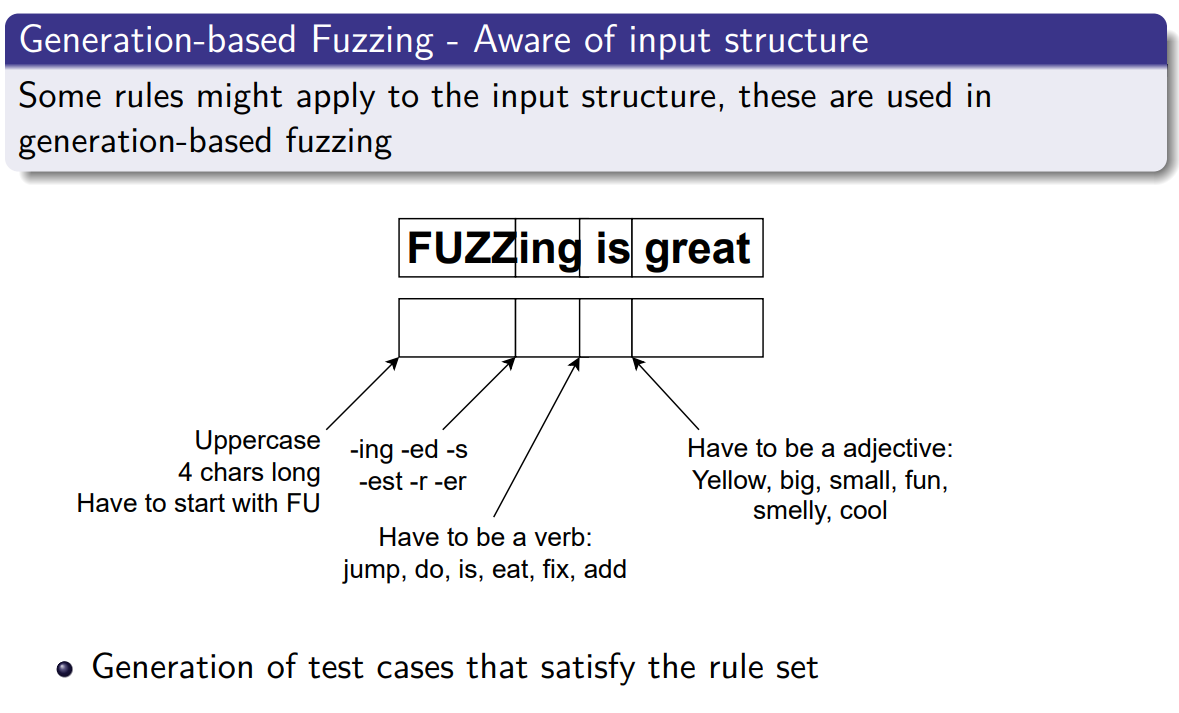 Generation-based Fuzzing - Aware of input structure
Some rules might apply to the input structure, these are used in
generation-based fuzzing
FUZZing is great
Uppercase
4 chars long
Have to start with FU
-ing -ed -s
-est -r -er
Have to be a verb:
jump, do, is, eat, fix, add
Have to be a adjective:
Yellow, big, small, fun,
smelly, cool
Generation of test cases that satisfy the rule set